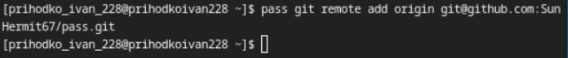 [prihodko_ivan_228@prihodkoivan228 ~]$ pass git remote add origin git@github.com:Sun
Hermit67/pass.git
[prihodko_ivan_228@prihodkoivan228 ~]$